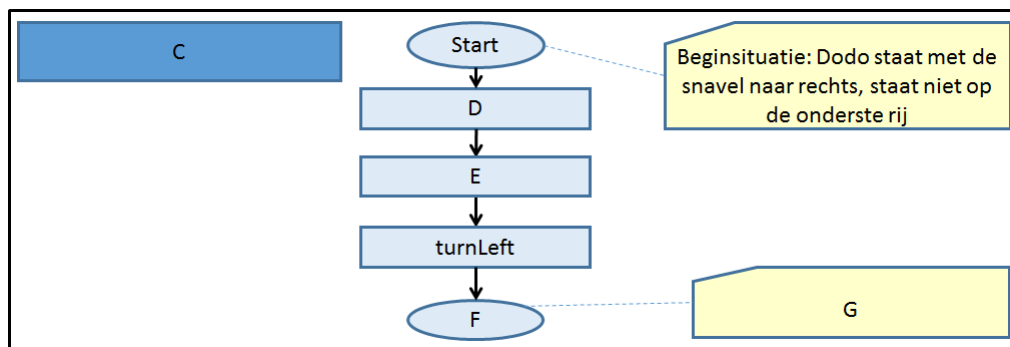 C
Start
Beginsituatie: Dodo staat met de
snavel naar rechts, staat niet op
de onderste rij
D
E
turnLeft
F
G